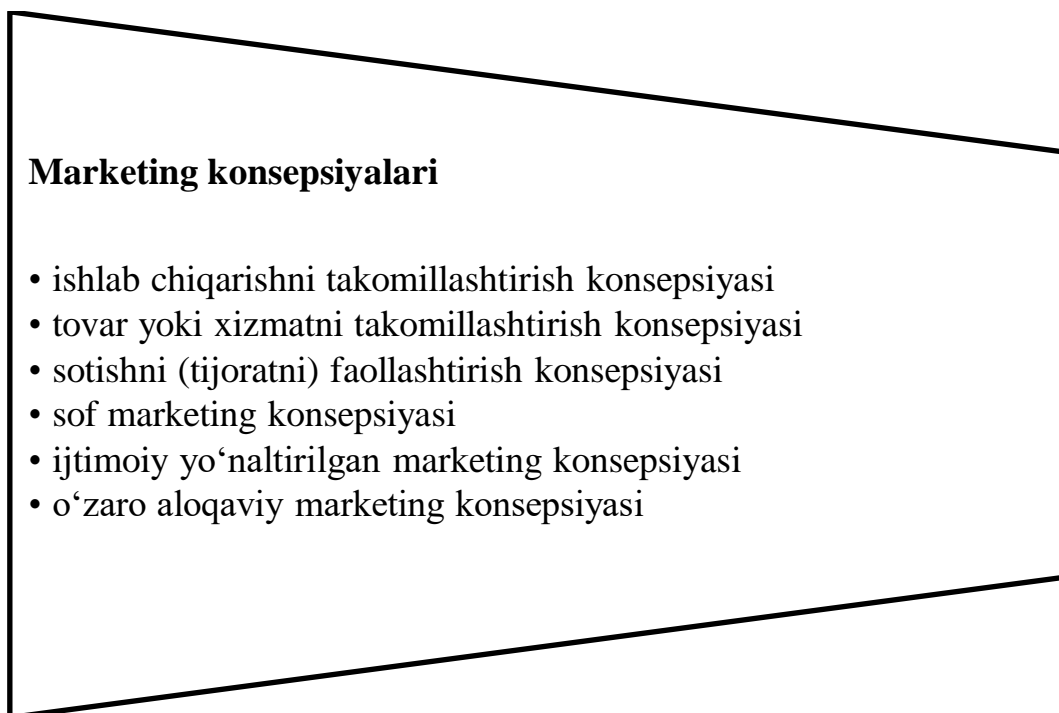 Marketing konsepsiyalari
• ishlab chiqarishni takomillashtirish konsepsiyasi
• tovar yoki xizmatni takomillashtirish konsepsiyasi
• sotishni (tijoratni) faollashtirish konsepsiyasi
• sof marketing konsepsiyasi
• ijtimoiy yo‘naltirilgan marketing konsepsiyasi
• o‘zaro aloqaviy marketing konsepsiyasi